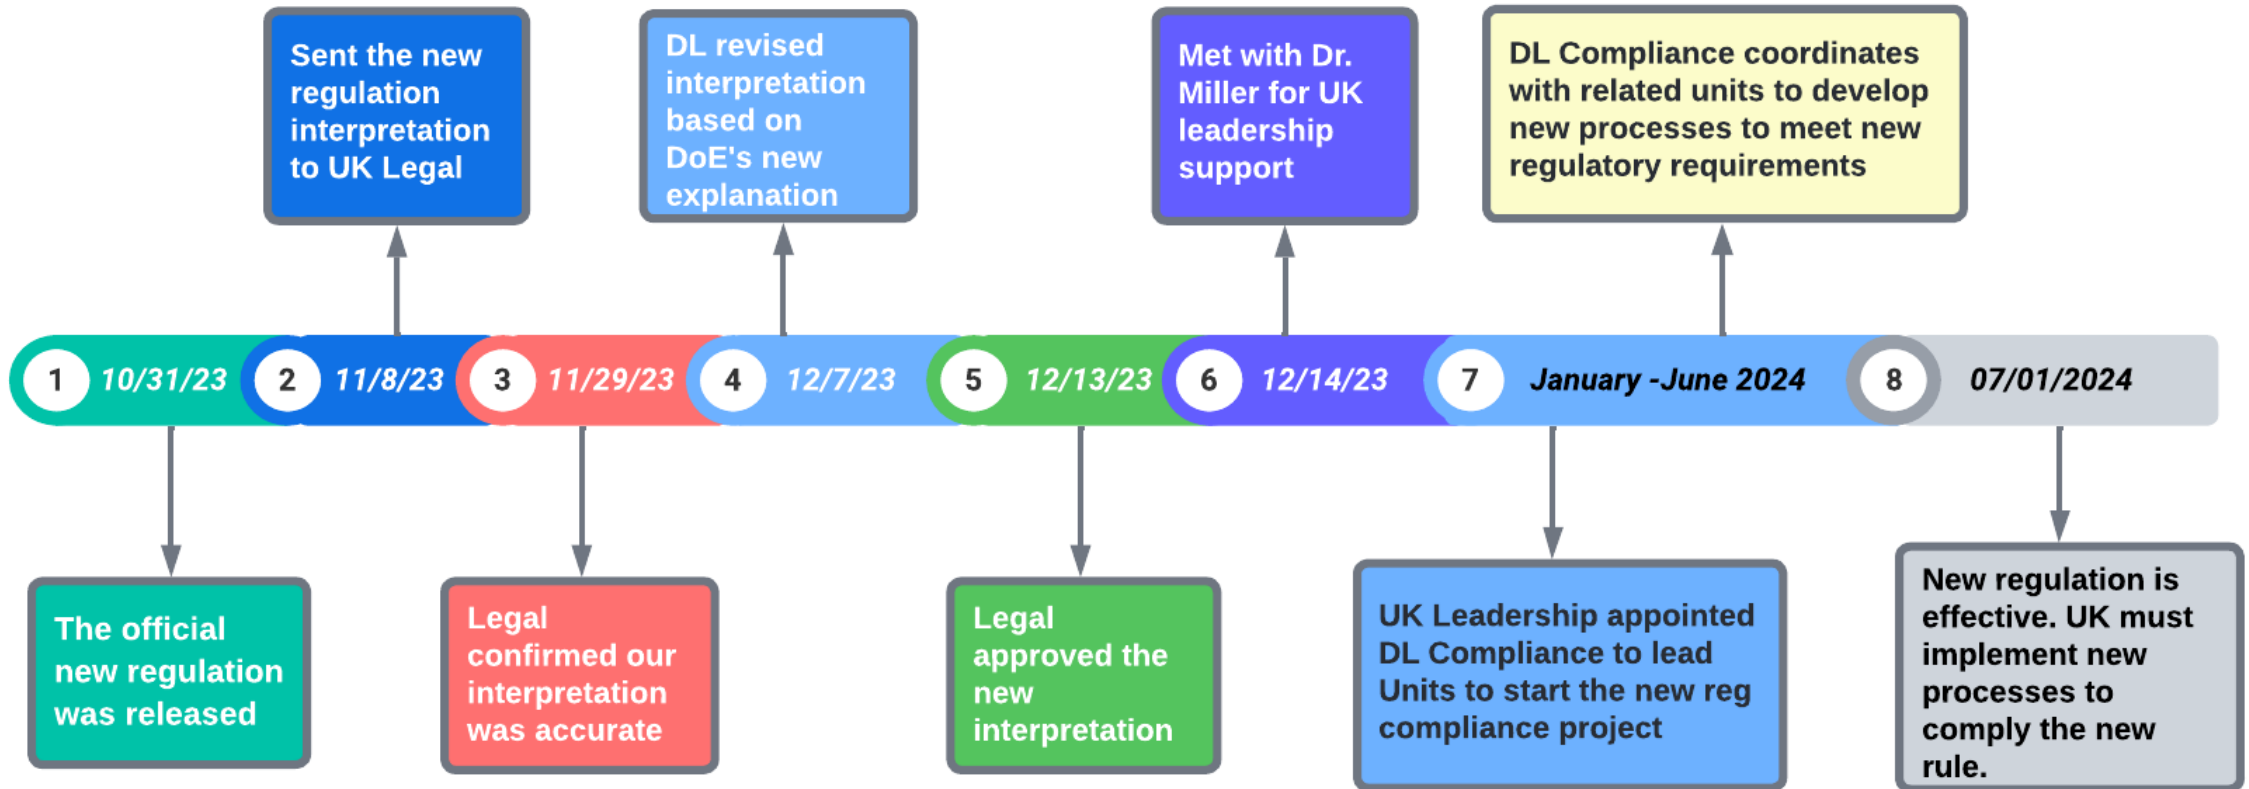 Sent the new
regulation
interpretation
to UK Legal
DL revised
interpretation
based on
DoE's new
explanation
Met with Dr.
Miller for UK
leadership
support
DL Compliance coordinates
with related units to develop
new processes to meet new
regulatory requirements
1 10/31/23 2 11/8/23 3 11/29/23 4 12/7/23 5 12/13/23 6 12/14/23 7 January -June 2024 8 07/01/2024
The official
new regulation
was released
Legal
confirmed our
interpretation
was accurate
Legal
approved the
new
interpretation
UK Leadership appointed
DL Compliance to lead
Units to start the new reg
compliance project
New regulation is
effective. UK must
implement new
processes to
comply the new
rule.